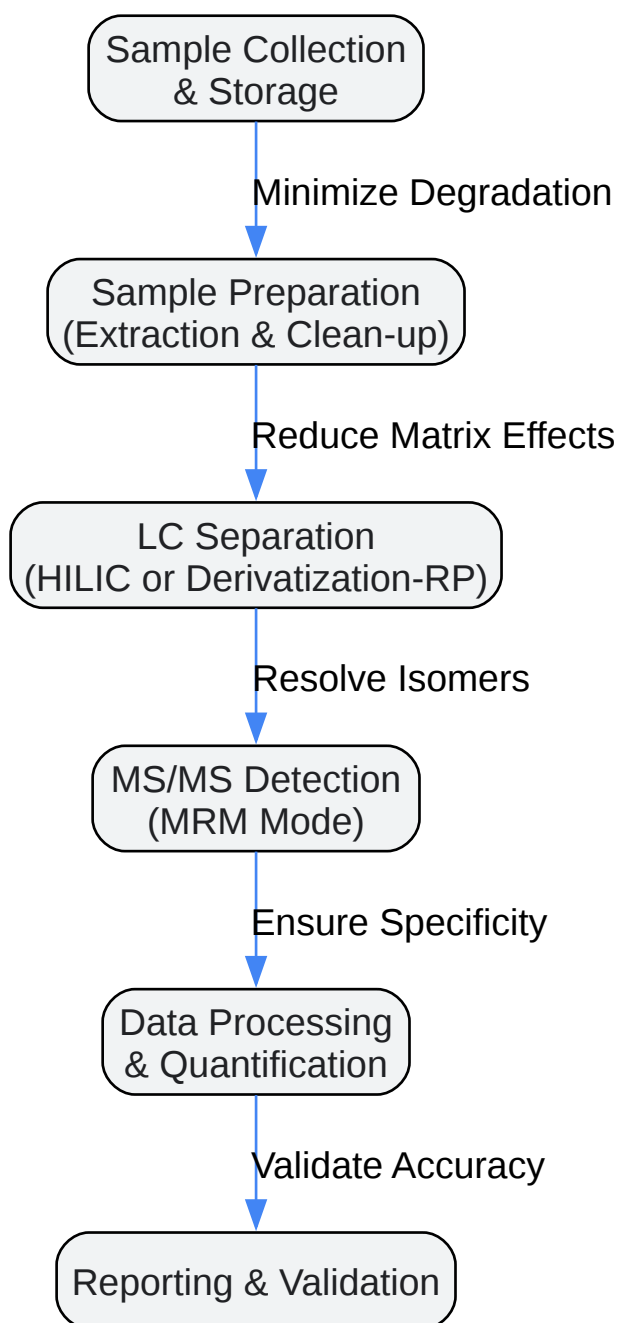 Sample Collection
& Storage
Minimize Degradation
Sample Preparation
(Extraction & Clean-up)
Reduce Matrix Effects
LC Separation
(HILIC or Derivatization-RP)
Resolve Isomers
MS/MS Detection
(MRM Mode)
Ensure Specificity
Data Processing
& Quantification
Validate Accuracy
Reporting & Validation